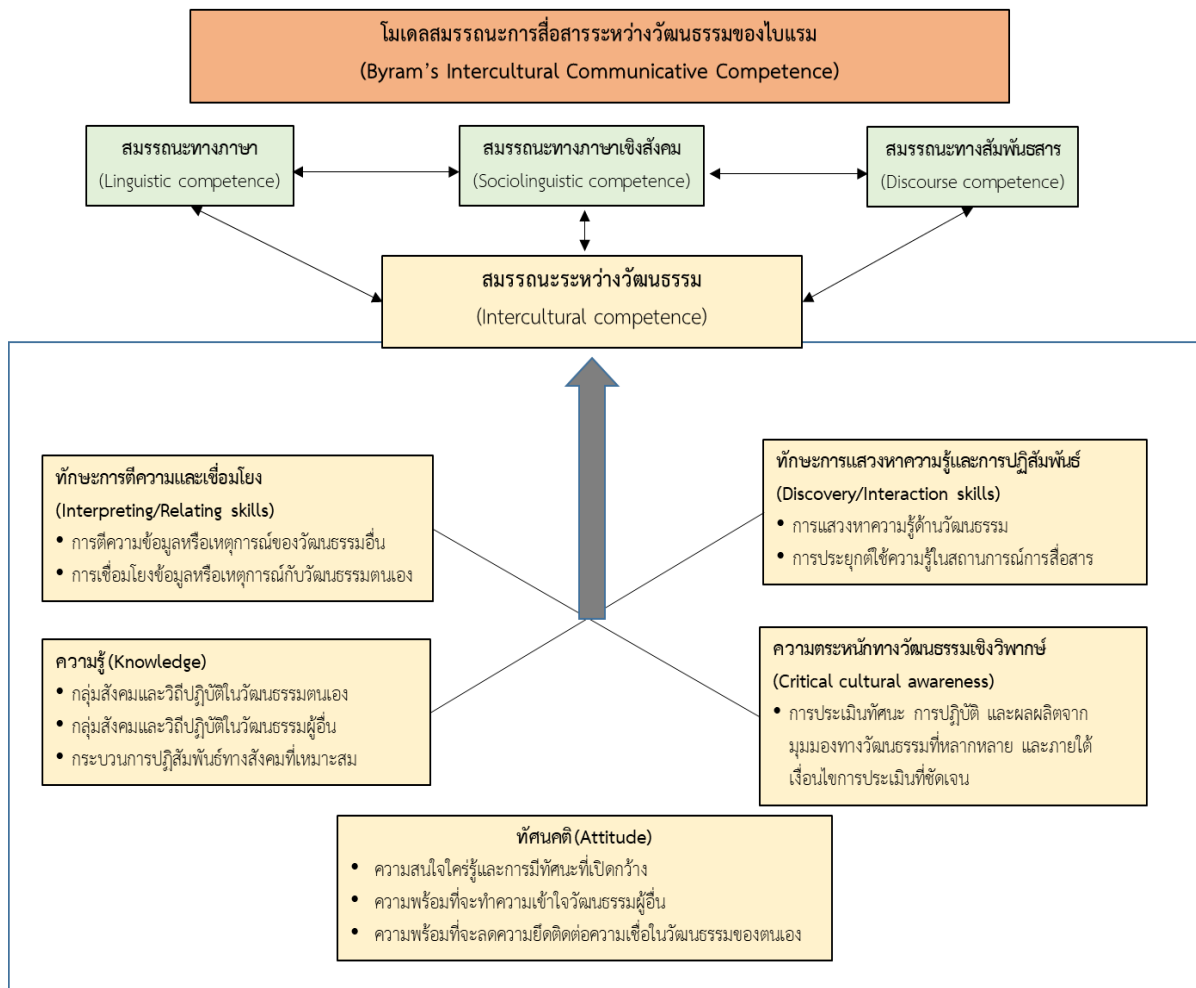 โมเดลสมรรถนะการสื่อสารระหว่างวัฒนธรรมของไบแรม
(Byram's Intercultural Communicative Competence)
สมรรถนะทางภาษา
(Linguistic competence)
สมรรถนะทางภาษาเชิงสังคม
(Sociolinguistic competence)
สมรรถนะทางสัมพันธสาร
(Discourse competence)
สมรรถนะระหว่างวัฒนธรรม
(Intercultural competence)
ทักษะการตีความและเชื่อมโยง
(Interpreting/Relating skills)
• การตีความข้อมูลหรือเหตุการณ์ของวัฒนธรรมอื่น
• การเชื่อมโยงข้อมูลหรือเหตุการณ์กับวัฒนธรรมตนเอง
ทักษะการแสวงหาความรู้และการปฏิสัมพันธ์
(Discovery/Interaction skills)
• การแสวงหาความรู้ด้านวัฒนธรรม
• การประยุกต์ใช้ความรู้ในสถานการณ์การสื่อสาร
ความรู้ (Knowledge)
• กลุ่มสังคมและวิถีปฏิบัติในวัฒนธรรมตนเอง
• กลุ่มสังคมและวิถีปฏิบัติในวัฒนธรรมผู้อื่น
• กระบวนการปฏิสัมพันธ์ทางสังคมที่เหมาะสม
ความตระหนักทางวัฒนธรรมเชิงวิพากษ์
(Critical cultural awareness)
• การประเมินทัศนะ การปฏิบัติ และผลผลิตจาก
มุมมองทางวัฒนธรรมที่หลากหลาย และภายใต้
เงื่อนไขการประเมินที่ชัดเจน
ทัศนคติ (Attitude)
• ความสนใจใคร่รู้และการมีทัศนะที่เปิดกว้าง
• ความพร้อมที่จะทำความเข้าใจวัฒนธรรมผู้อื่น
• ความพร้อมที่จะลดความยึดติดต่อความเชื่อในวัฒนธรรมของตนเอง